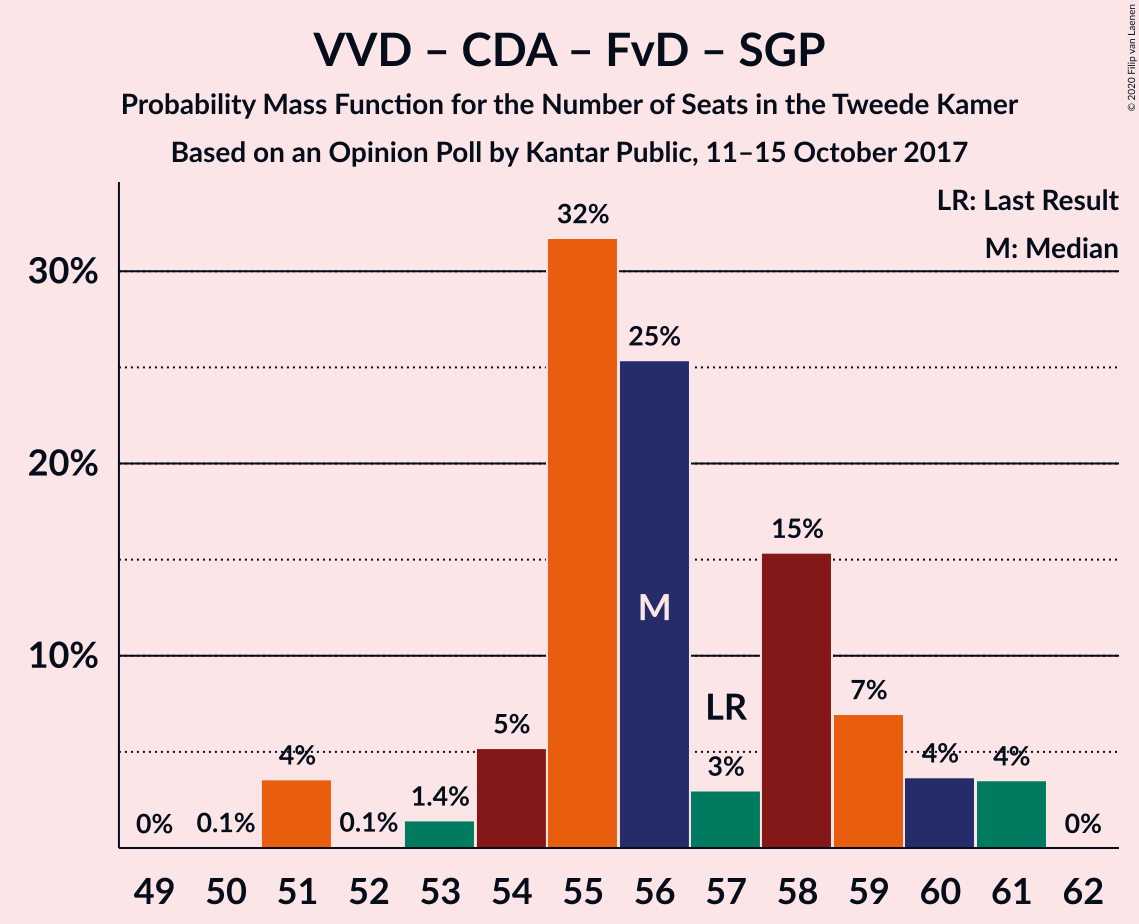 VVD – CDA – FvD – SGP
Probability Mass Function for the Number of Seats in the Tweede Kamer
Based on an Opinion Poll by Kantar Public, 11–15 October 2017
© 2020 Filip van Laenen
LR: Last Result
M: Median
30%
20%
10%
0%
0.1%
4%
0.1%
1.4%
5%
32%
25%
M
LR
3%
15%
7%
4%
4%
0%
49 50 51 52 53 54 55 56 57 58 59 60 61 62